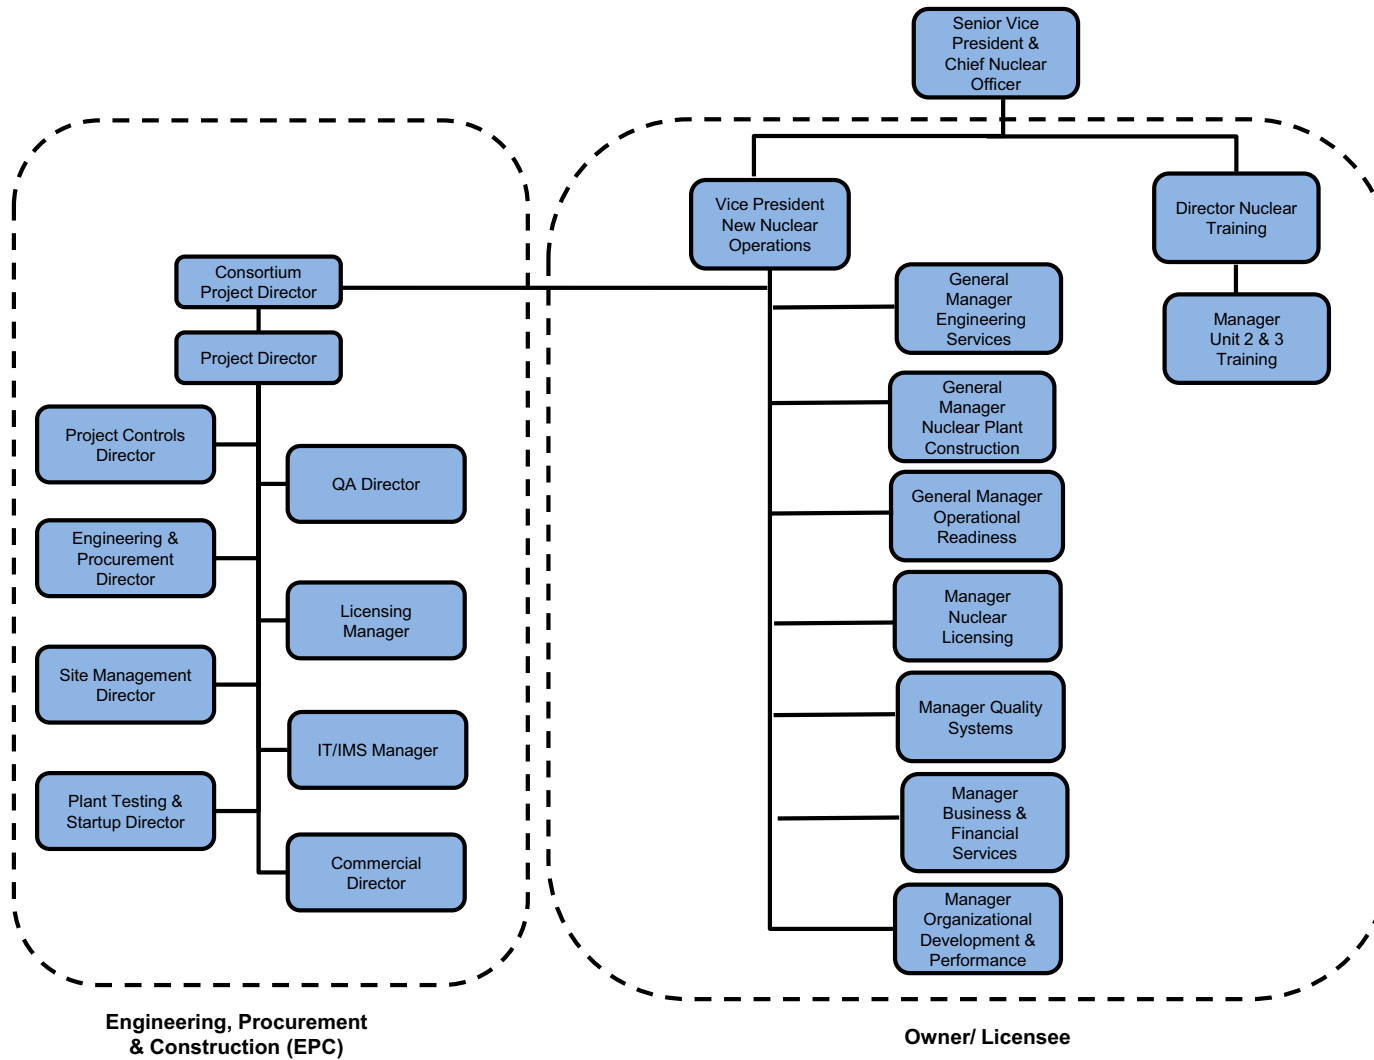 Senior Vice
President &
Chief Nuclear
Officer
Vice President
New Nuclear
Operations
Director Nuclear
Training
Manager
Unit 2 & 3
Training
General
Manager
Engineering
Services
General
Manager
Nuclear Plant
Construction
General Manager
Operational
Readiness
Manager
Nuclear
Licensing
Manager Quality
Systems
Manager
Business &
Financial
Services
Manager
Organizational
Development &
Performance
Consortium
Project Director
Project Director
Project Controls
Director
QA Director
Engineering &
Procurement
Director
Licensing
Manager
Site Management
Director
IT/IMS Manager
Plant Testing &
Startup Director
Commercial
Director
Engineering, Procurement
& Construction (EPC)
Owner/ Licensee